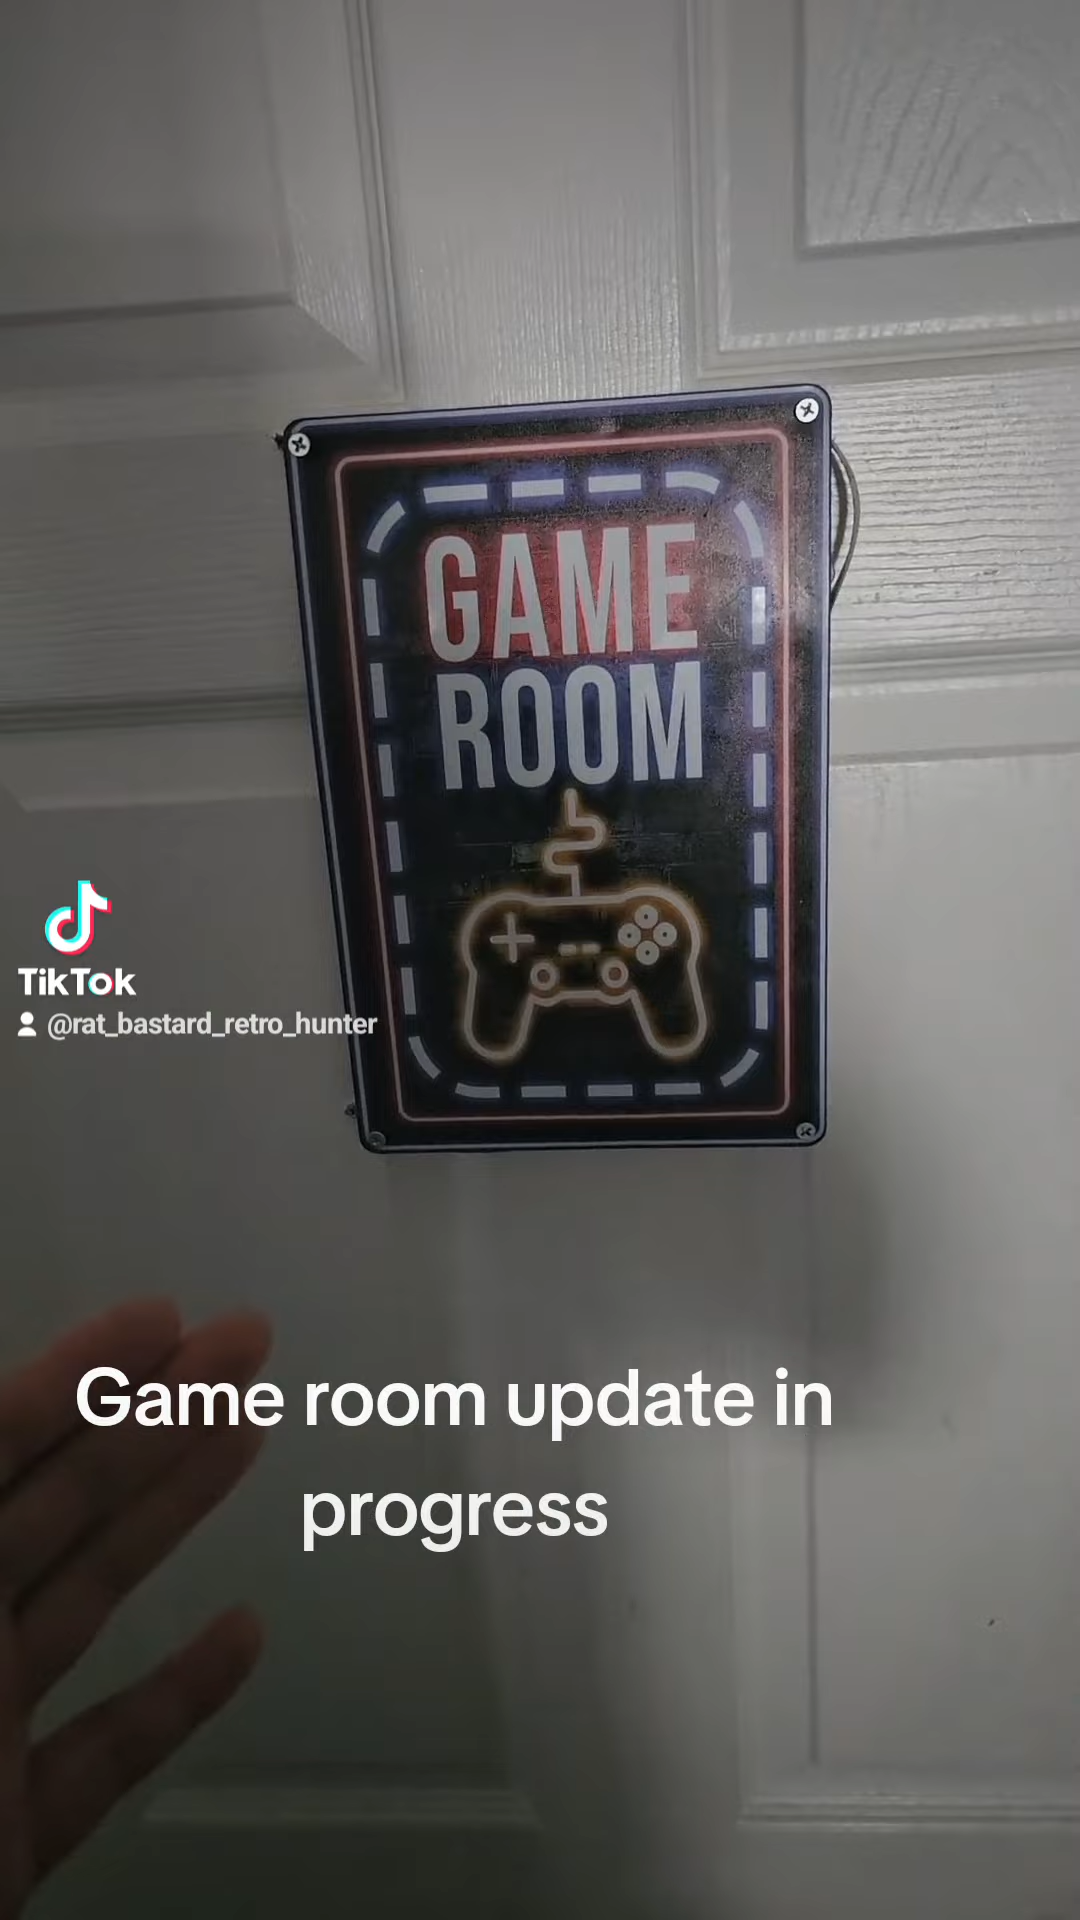 GAME
ROOM
TikTok
@rat_bastard_retro_hunter
Game room update in
progress